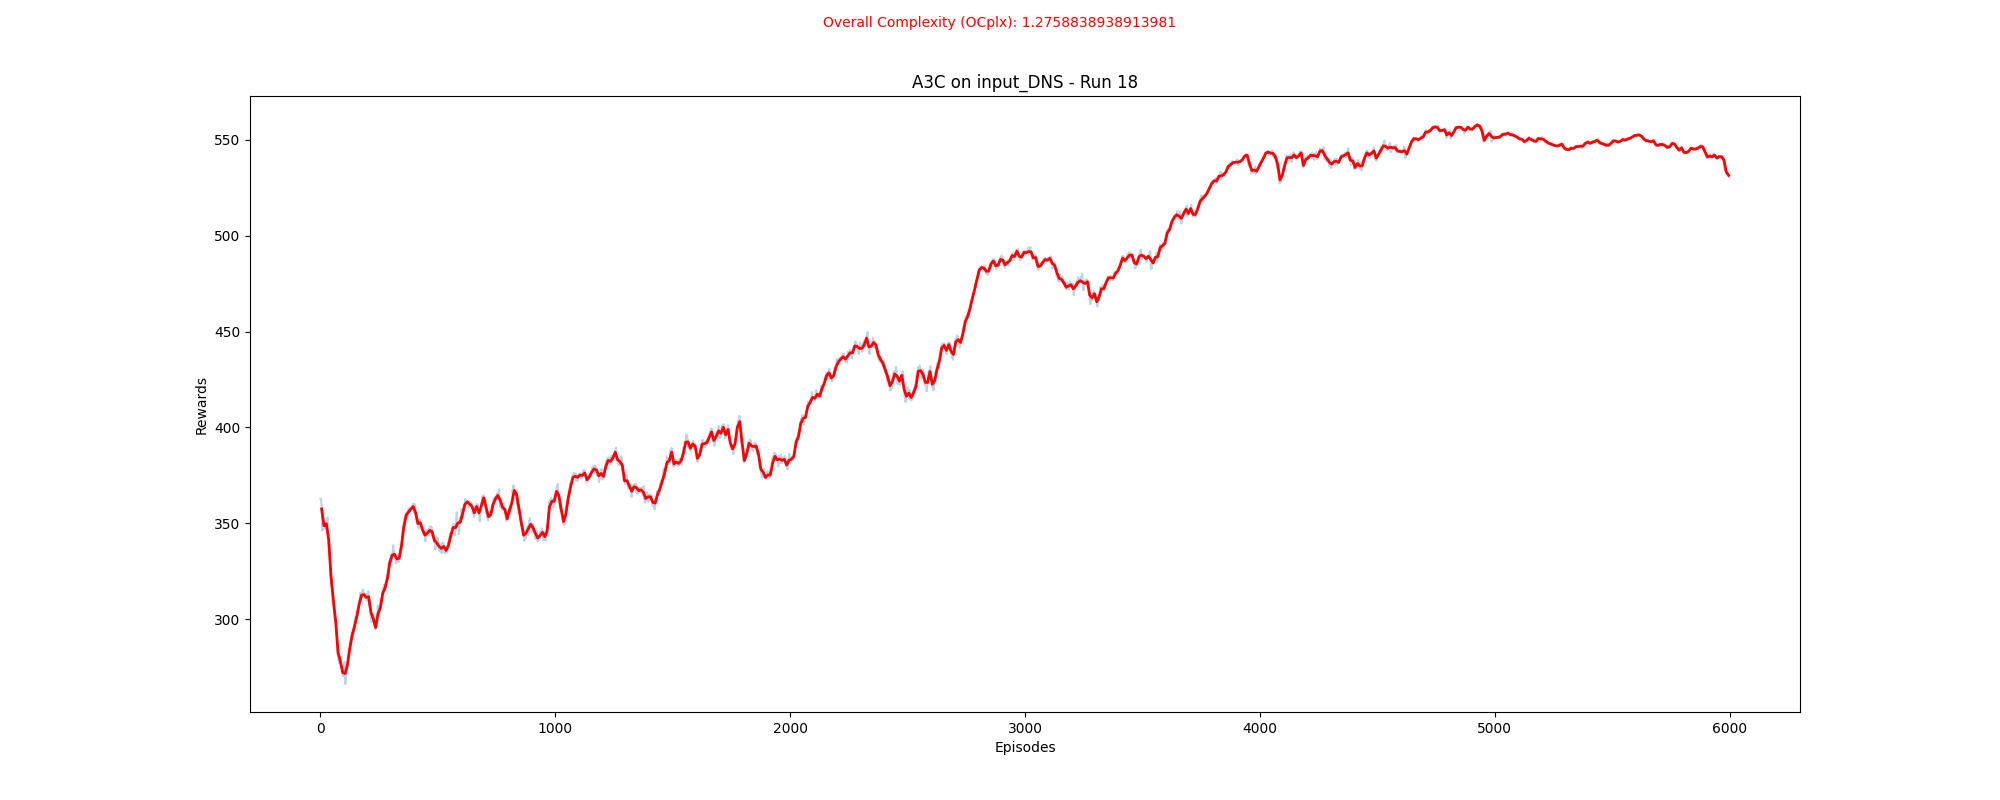 Overall Complexity (OCplx): 1.2758838938913981
A3C on input_DNS - Run 18
Rewards
550
500
450
400
350
300
0 1000 2000 3000 4000 5000 6000
Episodes